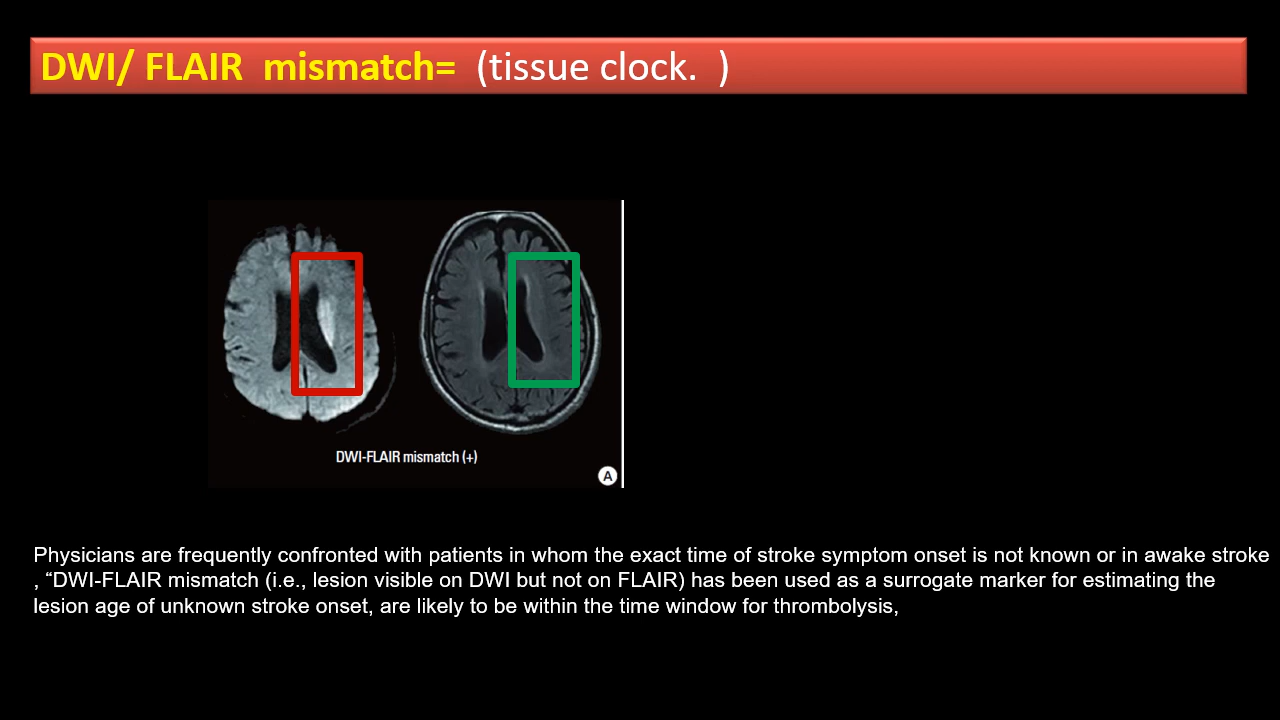 DWI/ FLAIR  mismatch=  (tissue clock.  )
DWI-FLAIR mismatch (+)
A
Physicians are frequently confronted with patients in whom the exact time of stroke symptom onset is not known or in awake stroke
, “DWI-FLAIR mismatch (i.e., lesion visible on DWI but not on FLAIR) has been used as a surrogate marker for estimating the
lesion age of unknown stroke onset, are likely to be within the time window for thrombolysis,